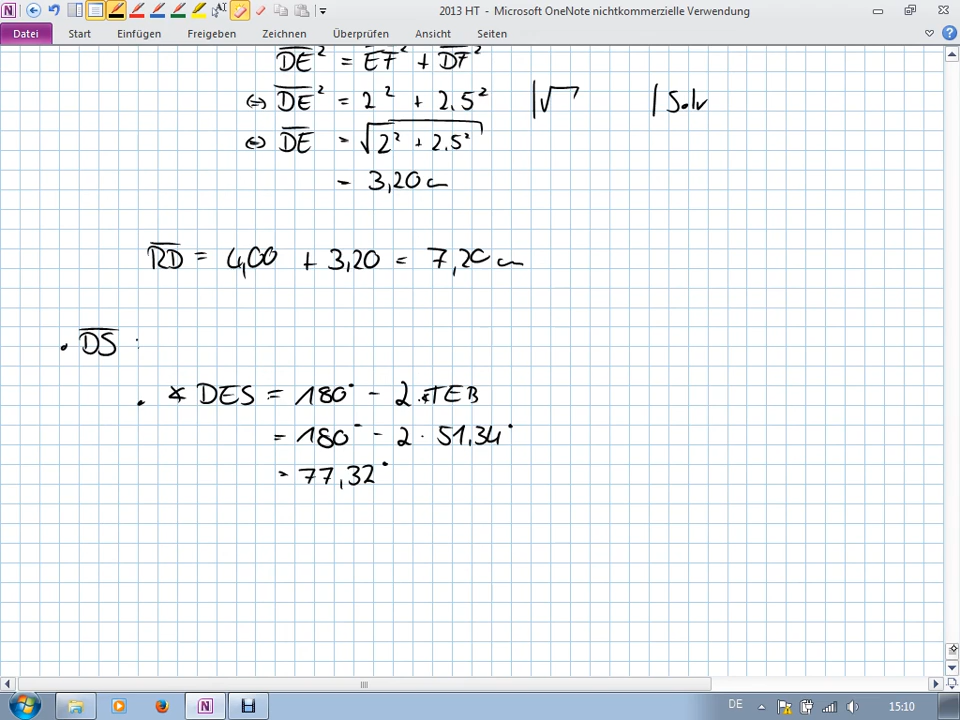 2013 HT - Microsoft OneNote nichtkommerzielle Verwendung
Datei Start Einfügen Freigeben Zeichnen Überprüfen Ansicht Seiten
DE² = EF² + DF²
⇔ DE² = 2² + 2.5² |√ | Solv
⇔ DE = √2² + 2.5²
= 3,20 cm
RD = 4,00 + 3,20 = 7,20 cm
• DS :
• ∢ DES = 180° - 2·∢FEB
= 180° - 2 · 51,34°
= 77,32°
DE 15:10